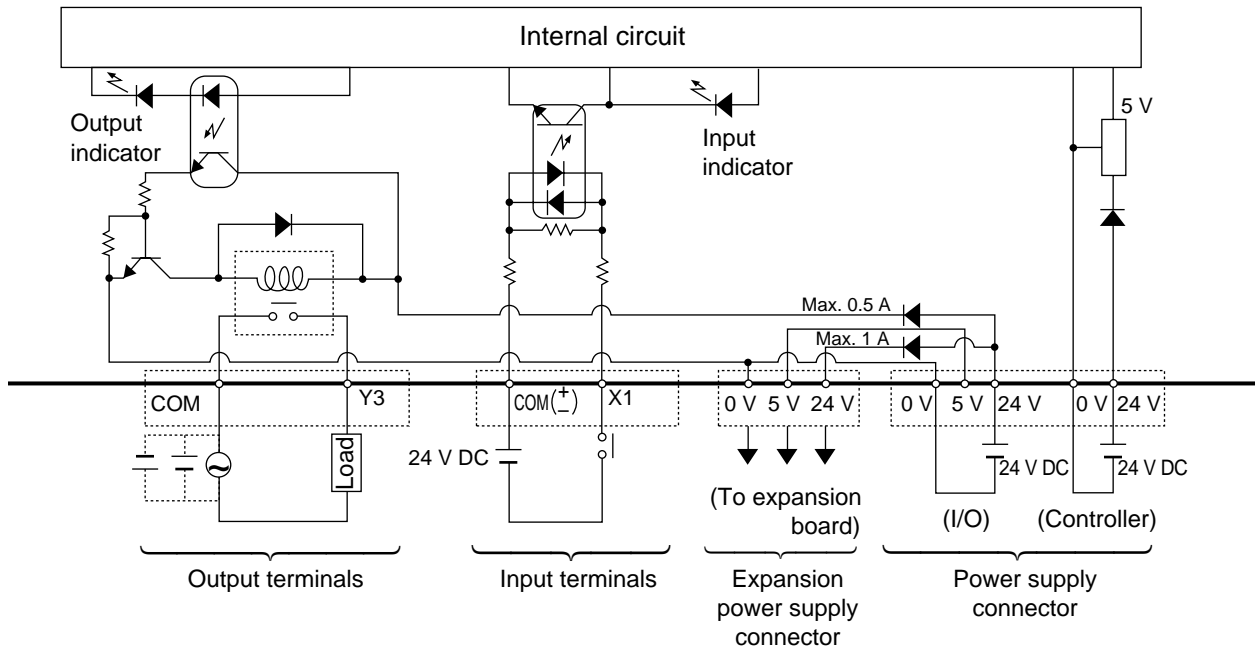 Internal circuit
Output
indicator
Input
indicator
5 V
Max. 0.5 A
Max. 1 A
COM
Y3
COM(+
−)
X1
0 V
5 V
24 V
0 V
5 V
24 V
0 V
24 V
Load
24 V DC
24 V DC
24 V DC
(To expansion
board)
(I/O)
(Controller)
Output terminals
Input terminals
Expansion
power supply
connector
Power supply
connector